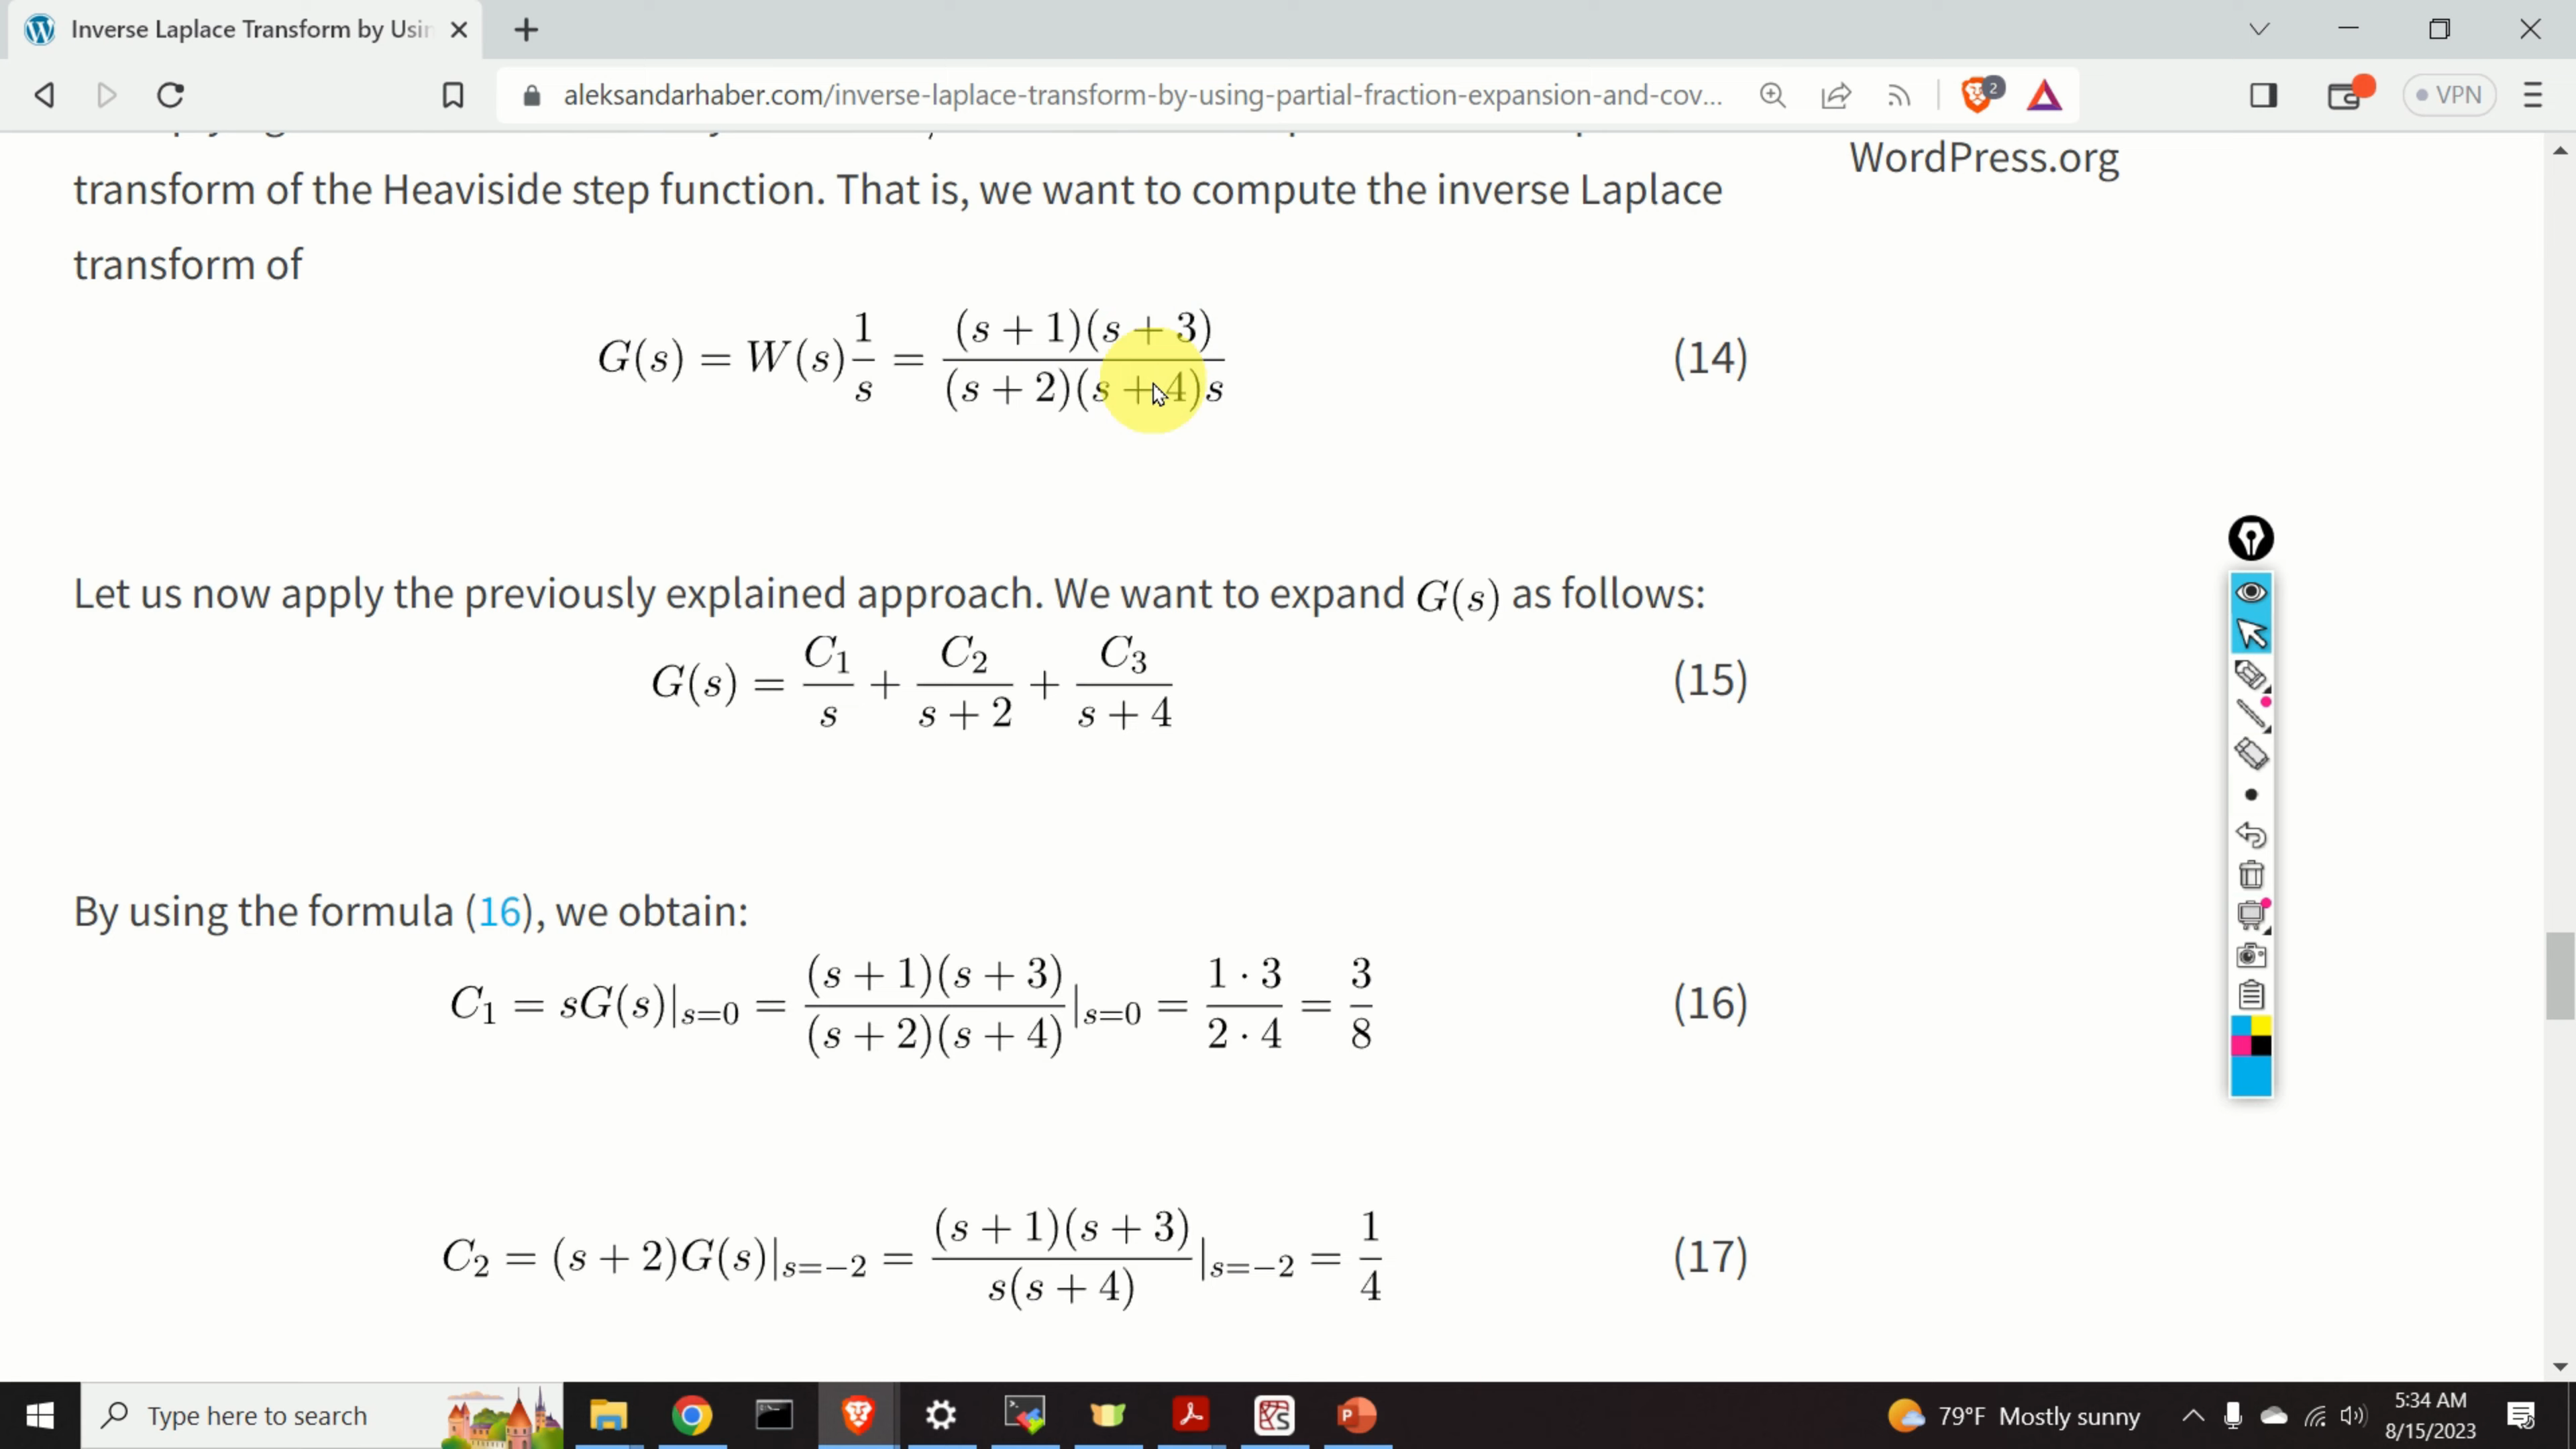 Inverse Laplace Transform by Usin
aleksandarhaber.com/inverse-laplace-transform-by-using-partial-fraction-expansion-and-cov...
2
VPN
WordPress.org
transform of the Heaviside step function. That is, we want to compute the inverse Laplace
transform of
G(s) = W(s) 1/s = (s + 1)(s + 3) / (s + 2)(s + 4)s (14)
Let us now apply the previously explained approach. We want to expand G(s) as follows:
G(s) = C₁/s + C₂/(s + 2) + C₃/(s + 4) (15)
By using the formula (16), we obtain:
C₁ = sG(s)|ₛ₌₀ = (s + 1)(s + 3) / (s + 2)(s + 4) |ₛ₌₀ = 1 · 3 / 2 · 4 = 3/8 (16)
C₂ = (s + 2)G(s)|ₛ₌₋₂ = (s + 1)(s + 3) / s(s + 4) |ₛ₌₋₂ = 1/4 (17)
Type here to search
79°F Mostly sunny
5:34 AM
8/15/2023